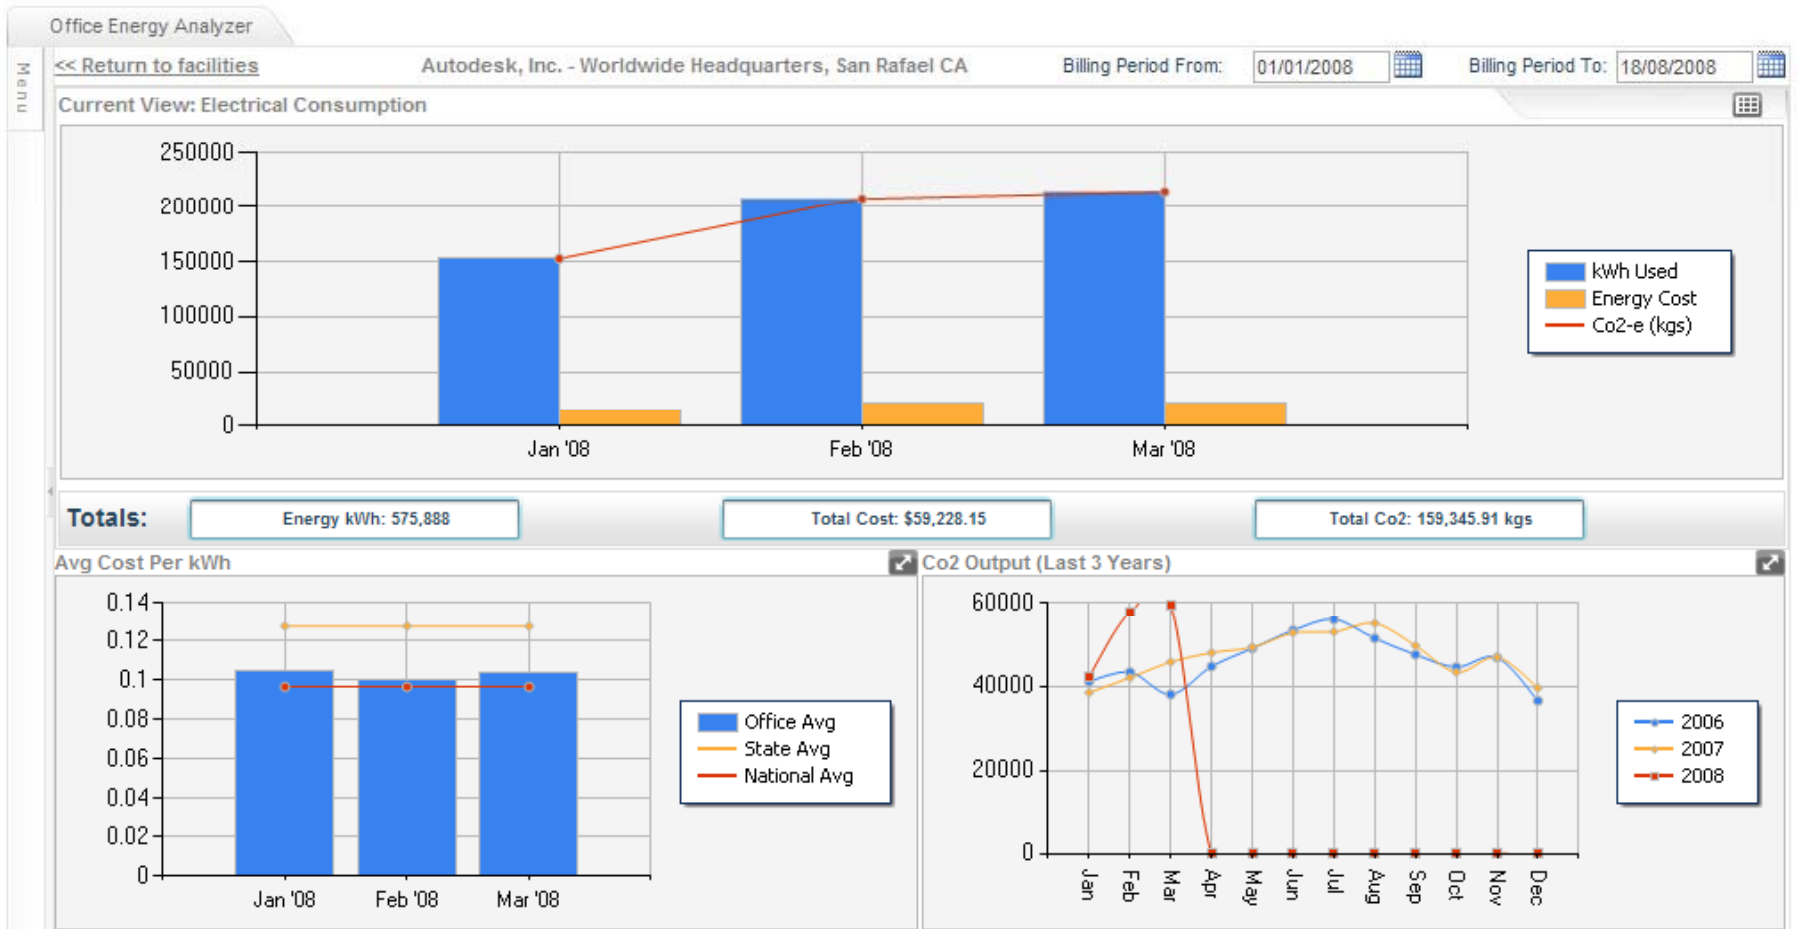 Office Energy Analyzer
Menu
<< Return to facilities
Autodesk, Inc. - Worldwide Headquarters, San Rafael CA
Billing Period From: 01/01/2008
Billing Period To: 18/08/2008
Current View: Electrical Consumption
250000
200000
150000
100000
50000
0
Jan '08 Feb '08 Mar '08
kWh Used
Energy Cost
Co2-e (kgs)
Totals: Energy kWh: 575,888 Total Cost: $59,228.15 Total Co2: 159,345.91 kgs
Avg Cost Per kWh
0.14
0.12
0.1
0.08
0.06
0.04
0.02
0
Jan '08 Feb '08 Mar '08
Office Avg
State Avg
National Avg
Co2 Output (Last 3 Years)
60000
40000
20000
0
Jan Feb Mar Apr May Jun Jul Aug Sep Oct Nov Dec
2006
2007
2008